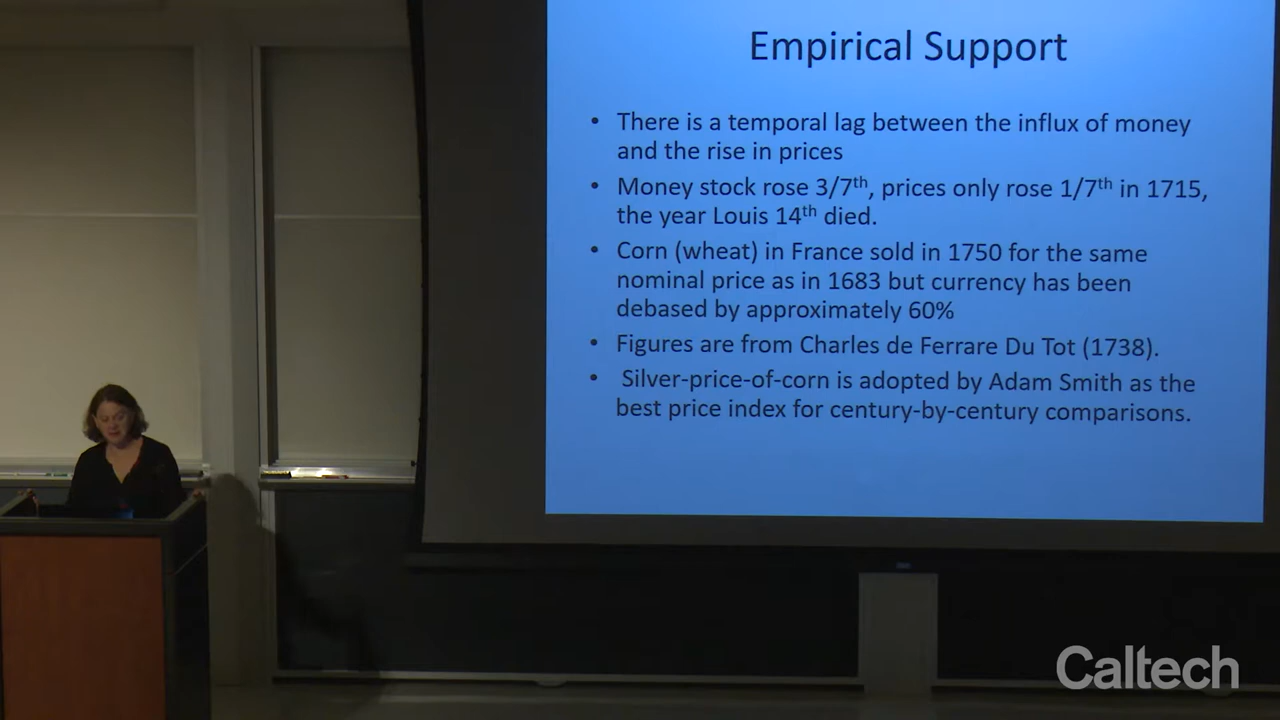 Empirical Support
• There is a temporal lag between the influx of money
and the rise in prices
• Money stock rose 3/7th, prices only rose 1/7th in 1715,
the year Louis 14th died.
• Corn (wheat) in France sold in 1750 for the same
nominal price as in 1683 but currency has been
debased by approximately 60%
• Figures are from Charles de Ferrare Du Tot (1738).
• Silver-price-of-corn is adopted by Adam Smith as the
best price index for century-by-century comparisons.
Caltech